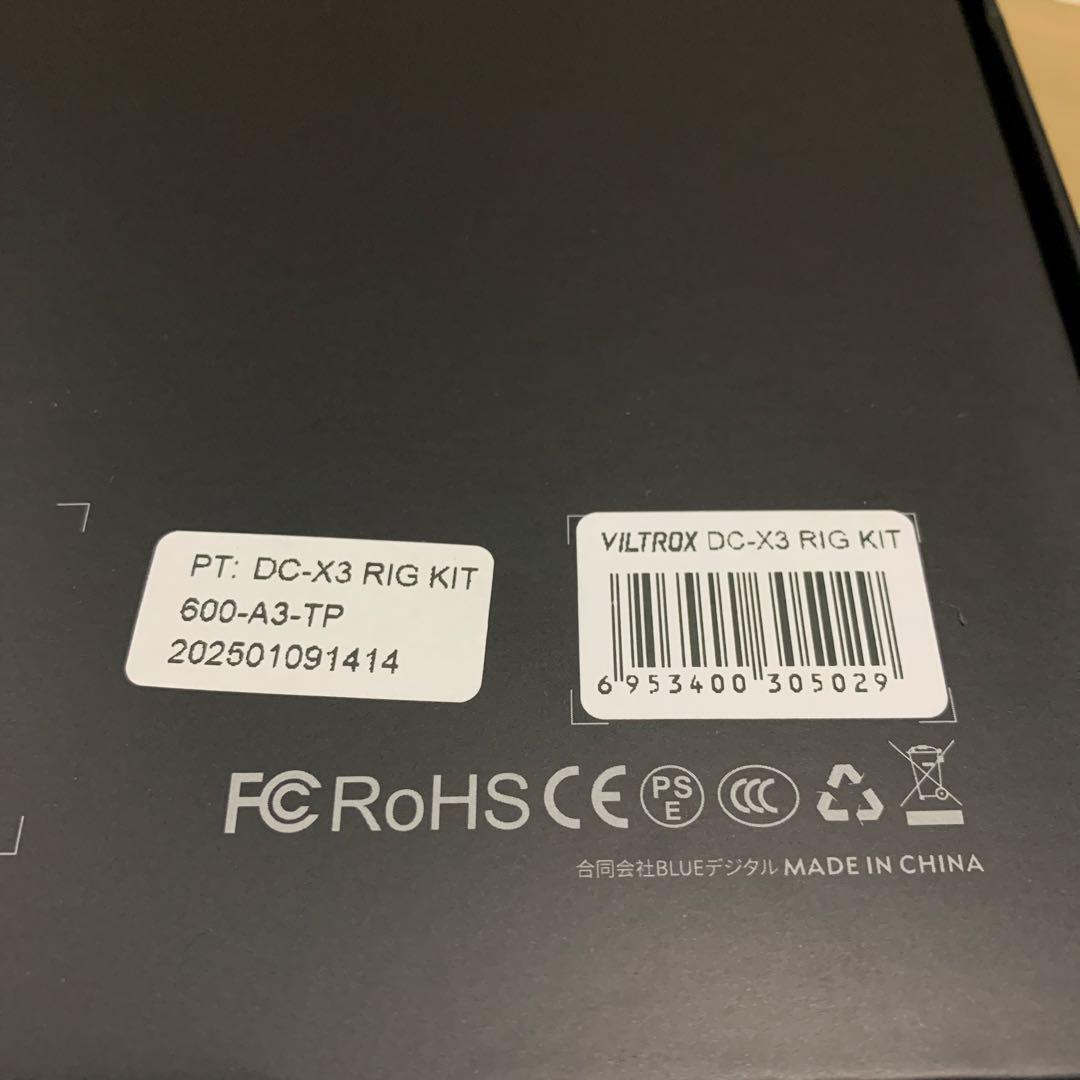 PT: DC-X3 RIG KIT
600-A3-TP
202501091414
VILTROX DC-X3 RIG KIT
6 953400 305029
FC RoHS CE PS E CCC
合同会社BLUEデジタル MADE IN CHINA